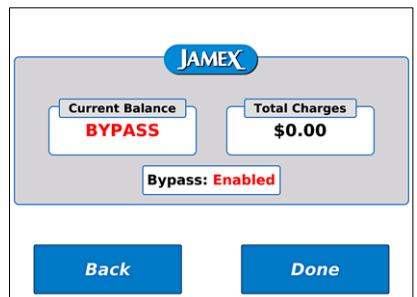 JAMEX
Current Balance
BYPASS
Total Charges
$0.00
Bypass: Enabled
Back
Done